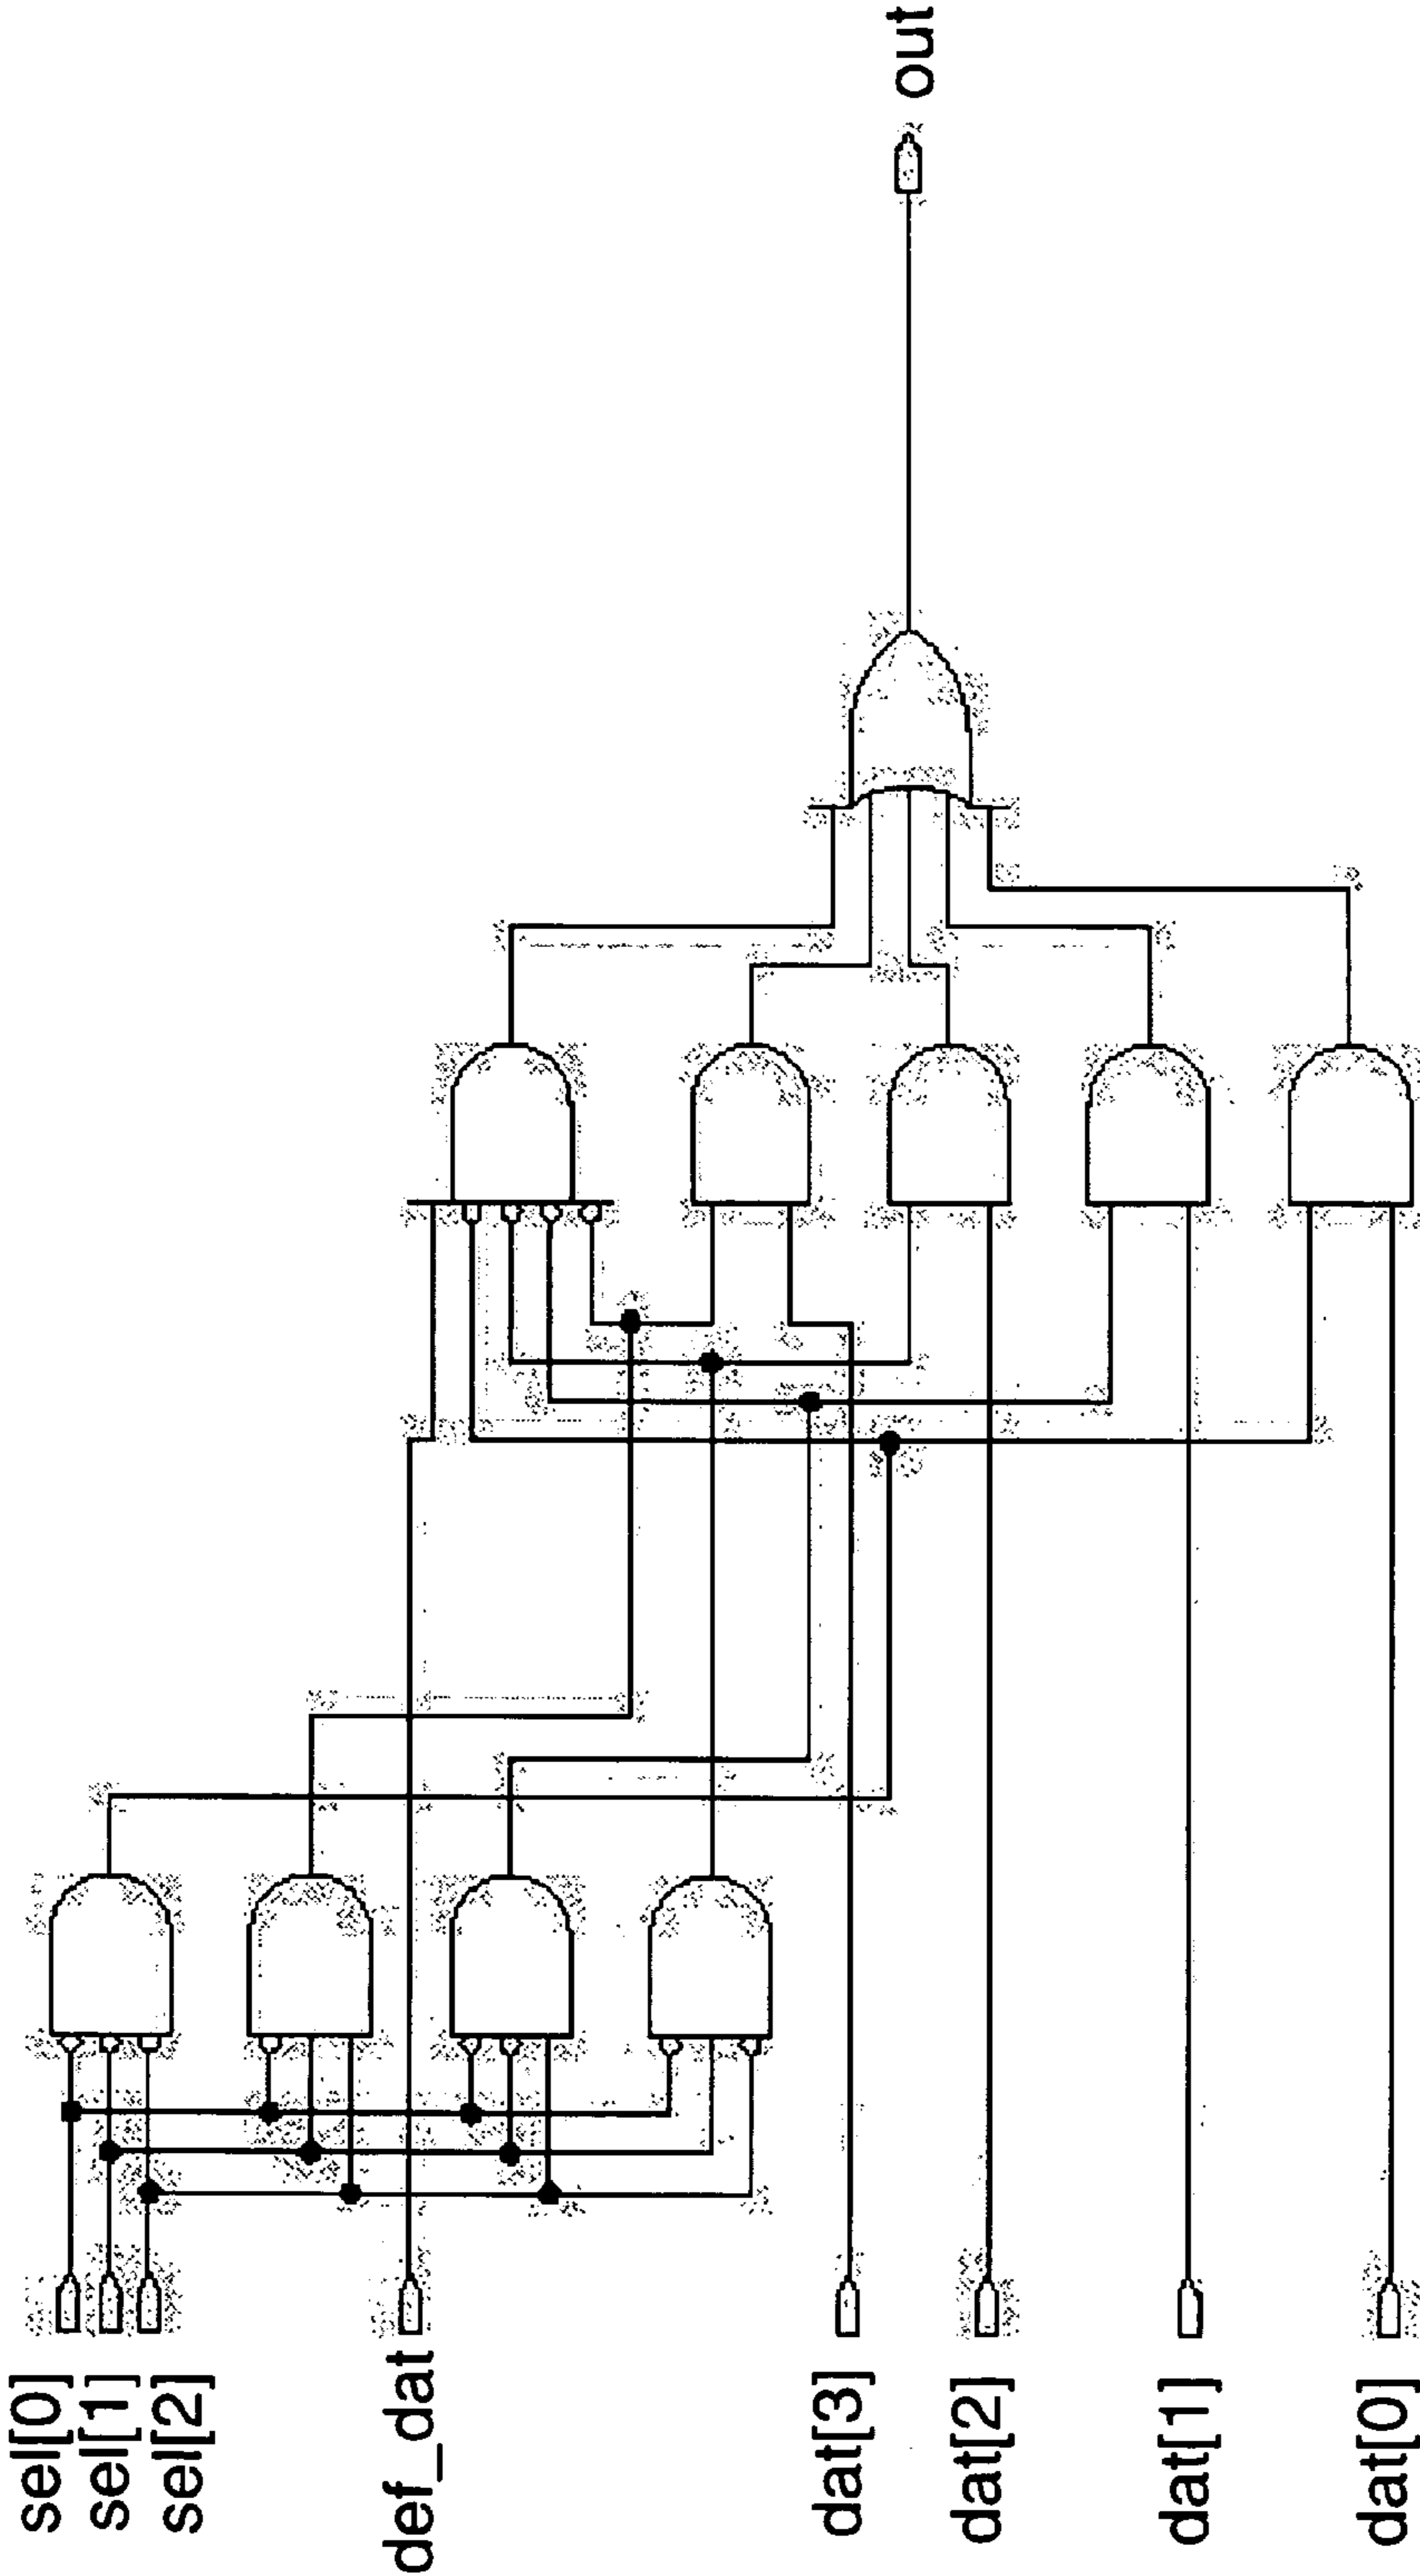 sel[0]
sel[1]
sel[2]
def_dat
dat[3]
dat[2]
dat[1]
dat[0]
out